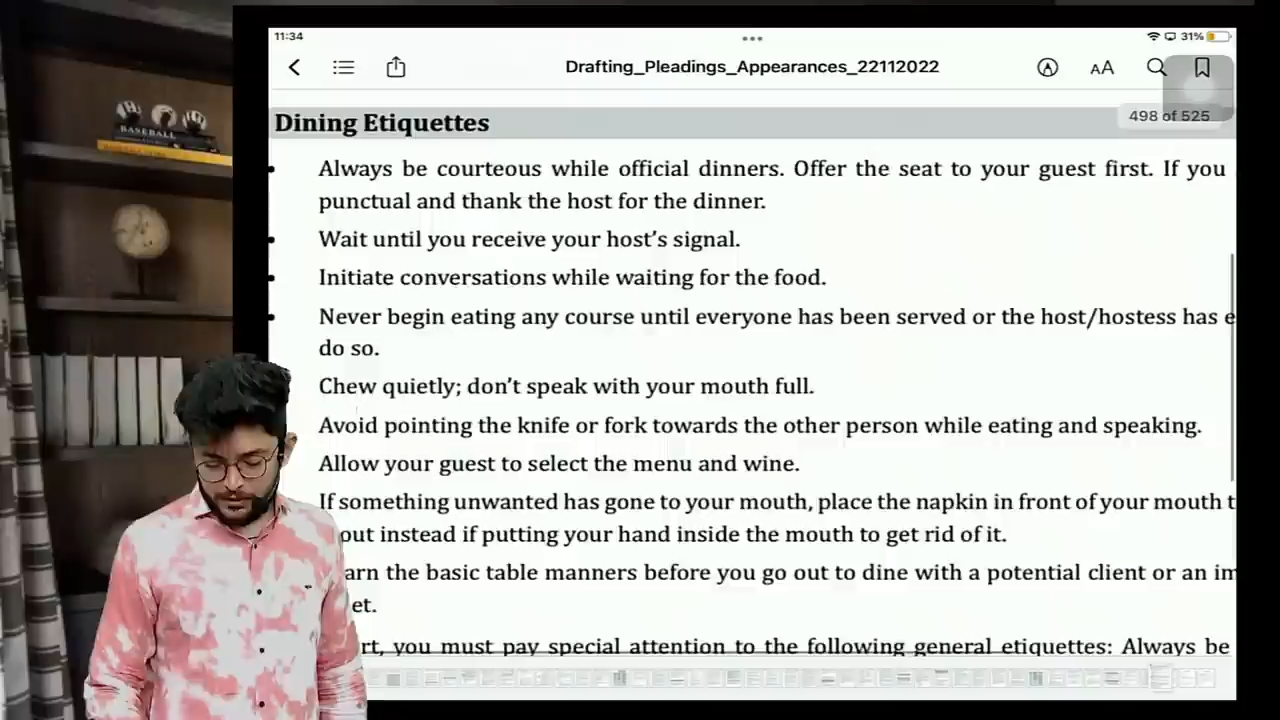 11:34
31%
Drafting_Pleadings_Appearances_22112022
AA
498 of 525
Dining Etiquettes
Always be courteous while official dinners. Offer the seat to your guest first. If you
punctual and thank the host for the dinner.
Wait until you receive your host's signal.
Initiate conversations while waiting for the food.
Never begin eating any course until everyone has been served or the host/hostess has e
do so.
Chew quietly; don't speak with your mouth full.
Avoid pointing the knife or fork towards the other person while eating and speaking.
Allow your guest to select the menu and wine.
If something unwanted has gone to your mouth, place the napkin in front of your mouth t
out instead if putting your hand inside the mouth to get rid of it.
arn the basic table manners before you go out to dine with a potential client or an im
et.
rt, you must pay special attention to the following general etiquettes: Always be
BASEBALL